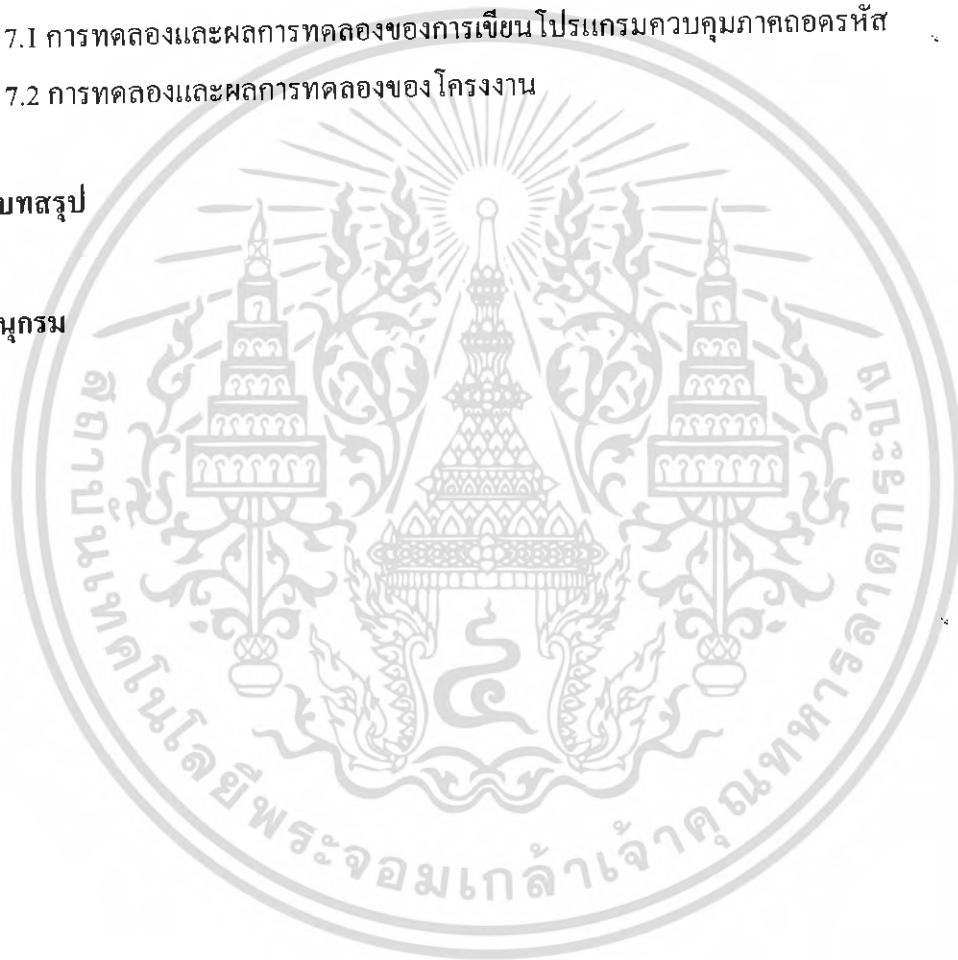 7.1 การทดลองและผลการทดลองของการเขียนโปรแกรมควบคุมภาคถอดรหัส
7.2 การทดลองและผลการทดลองของโครงงาน
บทสรุป
นุกรม
สถาบันเทคโนโลยีพระจอมเกล้าเจ้าคุณทหารลาดกระบัง
๔